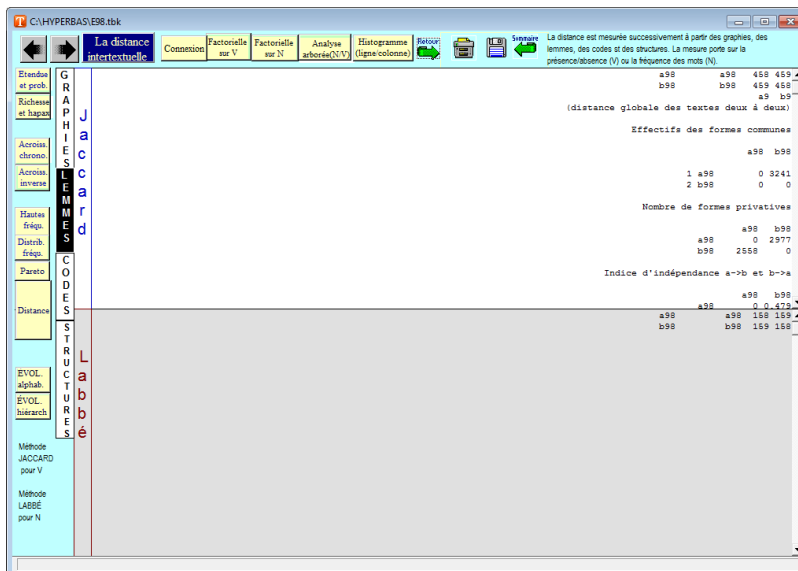 C:\HYPERBAS\E98.tbk
La distance
intertextuelle
Connexion
Factorielle
sur V
Factorielle
sur N
Analyse
arborée(N/V)
Histogramme
(ligne/colonne)
Retour
Sommaire
La distance est mesurée successivement à partir des graphies, des
lemmes, des codes st des structures. La mesure porte sur la
présence/absence (V) ou la fréquence des mots (N).
Etendue
et prob.
Richesse
et hapax
Acroiss.
chrono.
Acroiss.
inverse
Hautes
fréqu.
Distrib.
fréqu.
Pareto
Distance
EVOL.
alphab.
ÉVOL.
hiérarch
Méthode
JACCARD
pour V
Méthode
LABBÉ
pour N
GRAPHIES
LEMMES
CODES
STRUCTURES
Jaccard
Labbé
a98 a98 458 459
b98 b98 459 458
a9 b9
(distance globale des textes deux à deux)
Effectifs des formes communes
a98 b98
1 a98 0 3241
2 b98 0 0
Nombre de formes privatives
a98 b98
a98 0 2977
b98 2558 0
Indice d'indépendance a->b et b->a
a98 b98
a98 0 0.479
a98 a98 158 159
b98 b98 159 158